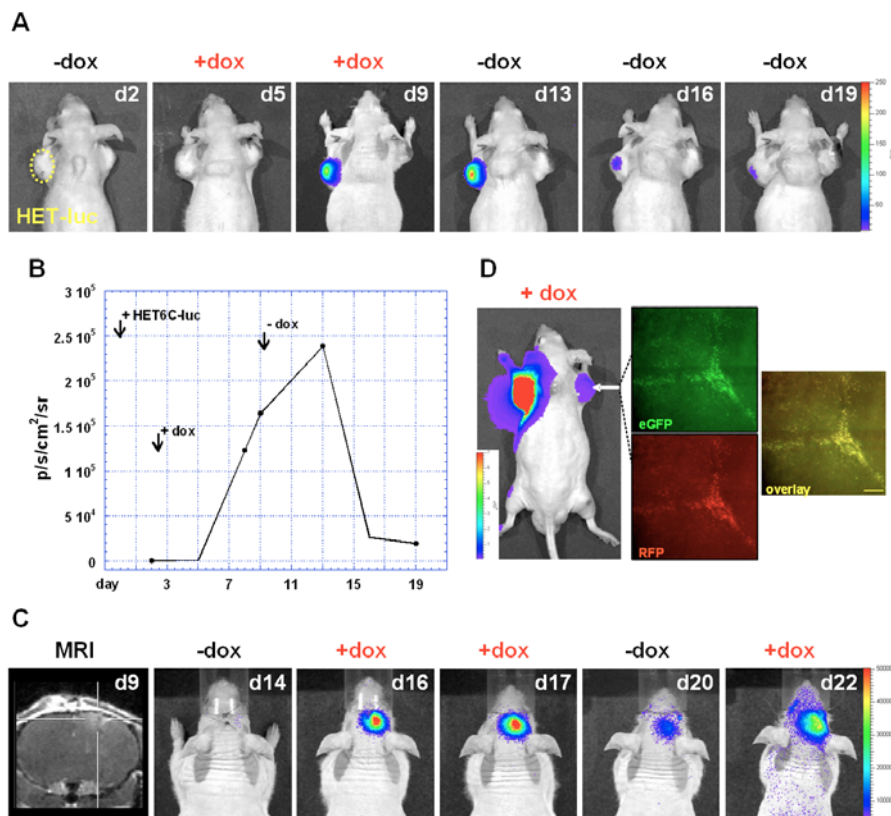 A
-dox
+dox
+dox
-dox
-dox
-dox
d2
d5
d9
d13
d16
d19
HET-luc
250
200
150
100
50
B
3 10⁵
2.5 10⁵
2 10⁵
1.5 10⁵
1 10⁵
5 10⁴
0
p/s/cm²/sr
+ HET6C-luc
+ dox
- dox
day
3
7
11
15
19
D
+ dox
eGFP
RFP
overlay
C
MRI
-dox
+dox
+dox
-dox
+dox
d9
d14
d16
d17
d20
d22
50000
40000
30000
20000
10000